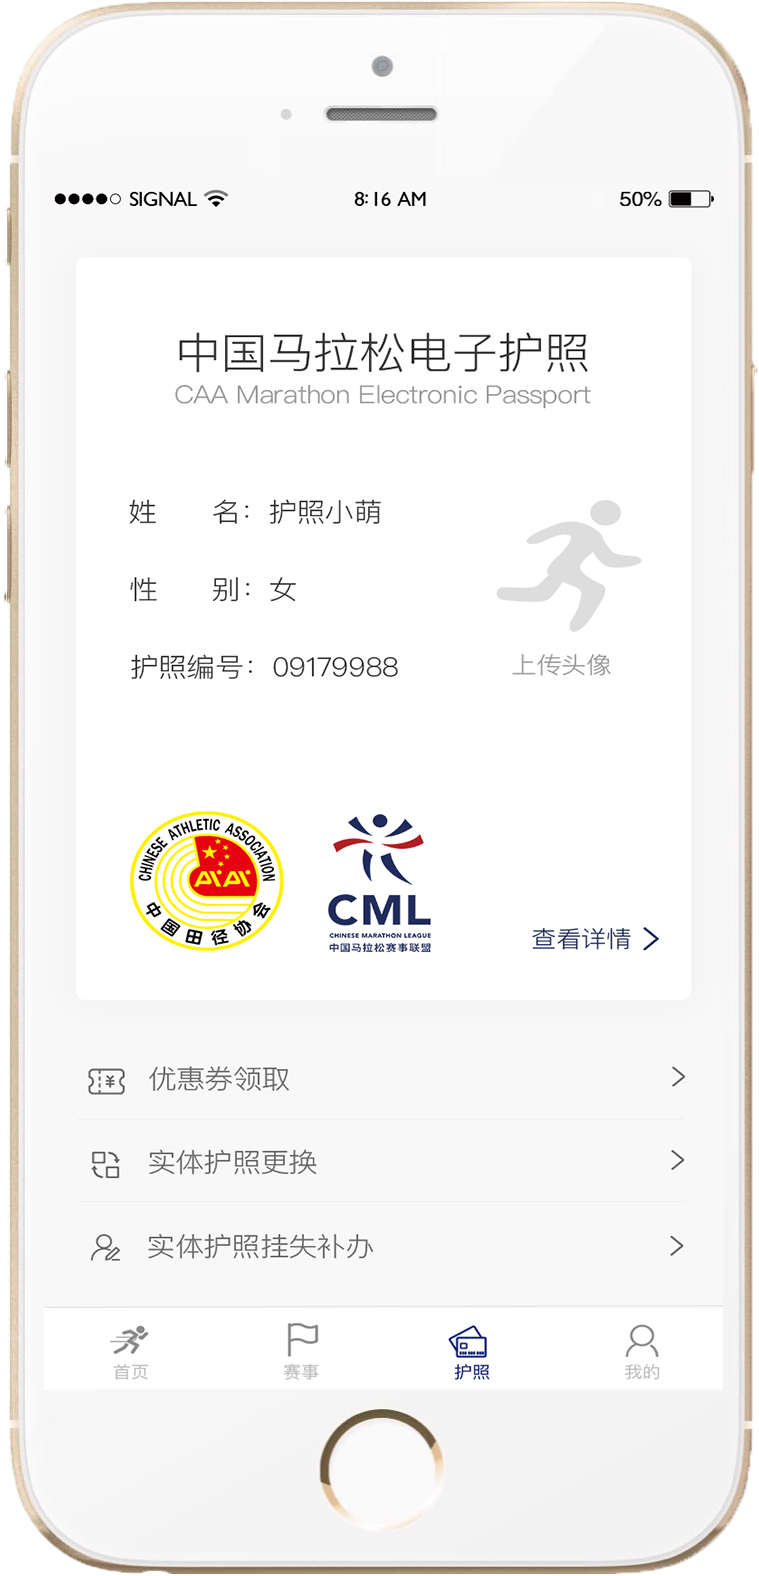 SIGNAL 8:16 AM 50%
中国马拉松电子护照
CAA Marathon Electronic Passport
姓 名：护照小萌
性 别：女
护照编号：09179988
上传头像
CHINESE ATHLETIC ASSOCIATION
中国田径协会
CML
CHINESE MARATHON LEAGUE
中国马拉松赛事联盟
查看详情
优惠券领取
实体护照更换
实体护照挂失补办
首页 赛事 护照 我的